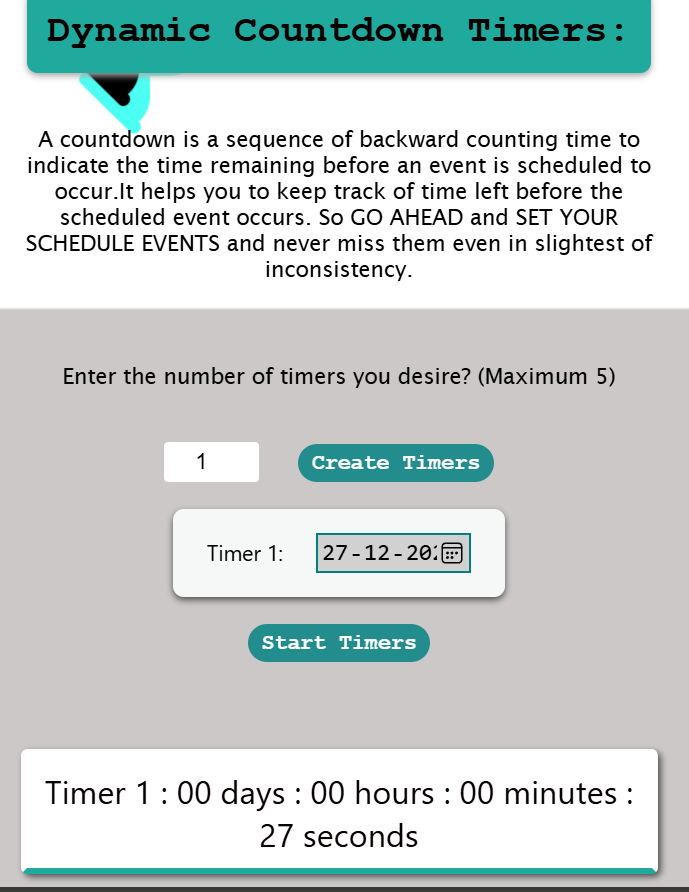 Dynamic Countdown Timers:
A countdown is a sequence of backward counting time to
indicate the time remaining before an event is scheduled to
occur.It helps you to keep track of time left before the
scheduled event occurs. So GO AHEAD and SET YOUR
SCHEDULE EVENTS and never miss them even in slightest of
inconsistency.
Enter the number of timers you desire? (Maximum 5)
1 Create Timers
Timer 1: 27-12-20
Start Timers
Timer 1 : 00 days : 00 hours : 00 minutes :
27 seconds